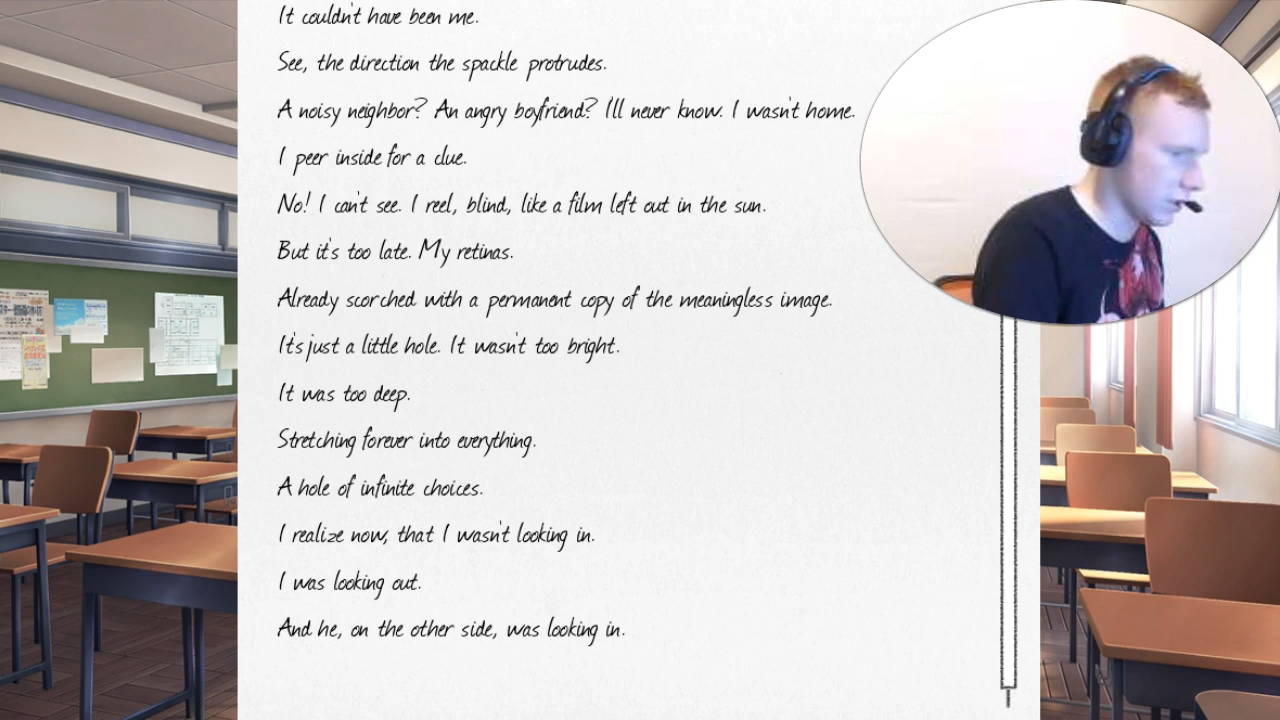 It couldn't have been me.
See, the direction the spackle protrudes.
A noisy neighbor? An angry boyfriend? I'll never know. I wasn't home.
I peer inside for a clue.
No! I can't see. I reel, blind, like a film left out in the sun.
But it's too late. My retinas.
Already scorched with a permanent copy of the meaningless image.
It's just a little hole. It wasn't too bright.
It was too deep.
Stretching forever into everything.
A hole of infinite choices.
I realize now, that I wasn't looking in.
I was looking out.
And he, on the other side, was looking in.